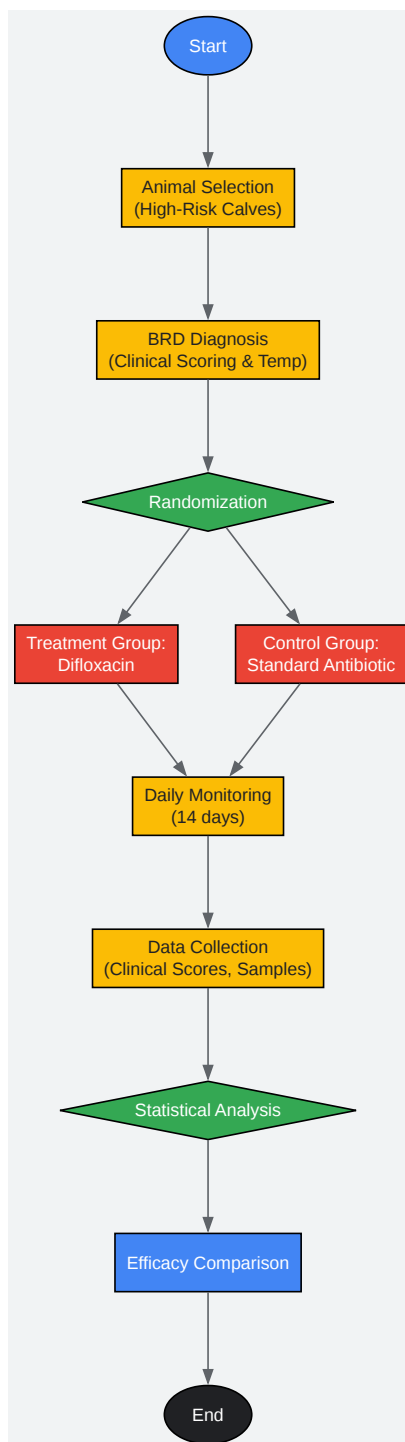 Start
Animal Selection
(High-Risk Calves)
BRD Diagnosis
(Clinical Scoring & Temp)
Randomization
Treatment Group:
Difloxacin
Control Group:
Standard Antibiotic
Daily Monitoring
(14 days)
Data Collection
(Clinical Scores, Samples)
Statistical Analysis
Efficacy Comparison
End